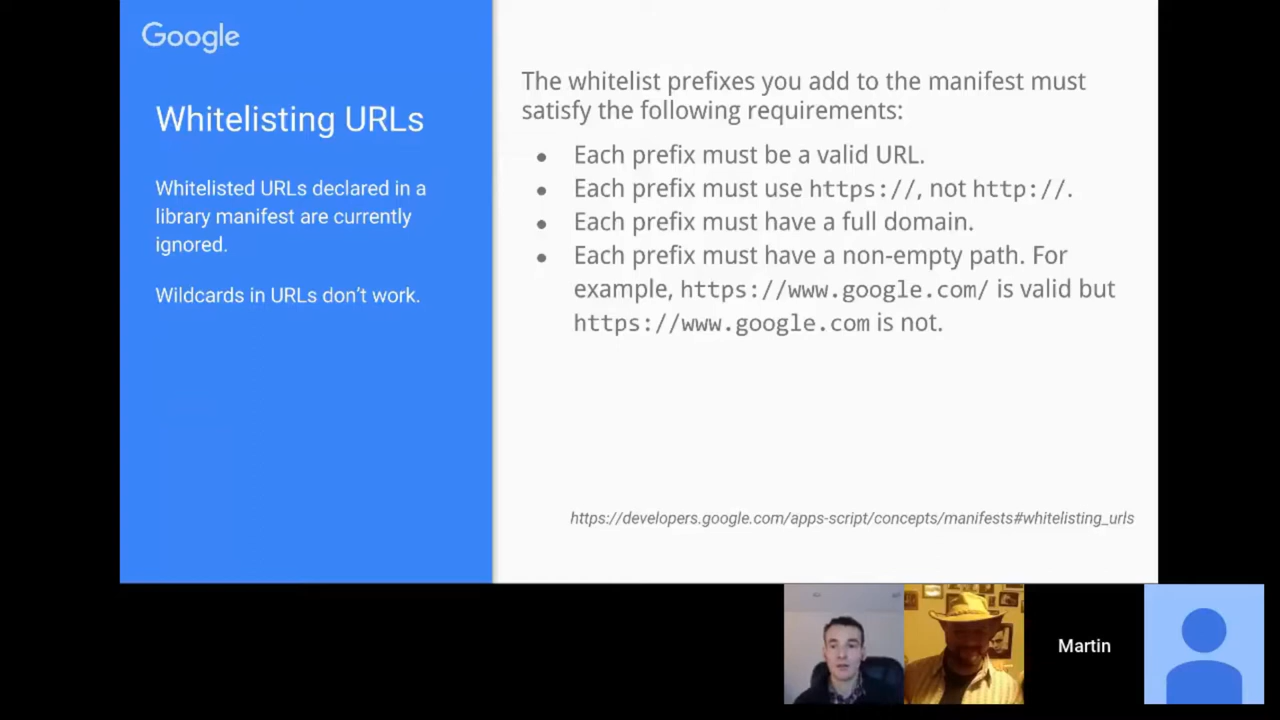 Google
Whitelisting URLs
Whitelisted URLs declared in a
library manifest are currently
ignored.
Wildcards in URLs don’t work.
The whitelist prefixes you add to the manifest must
satisfy the following requirements:
● Each prefix must be a valid URL.
● Each prefix must use https://, not http://.
● Each prefix must have a full domain.
● Each prefix must have a non-empty path. For
example, https://www.google.com/ is valid but
https://www.google.com is not.
https://developers.google.com/apps-script/concepts/manifests#whitelisting_urls
Martin